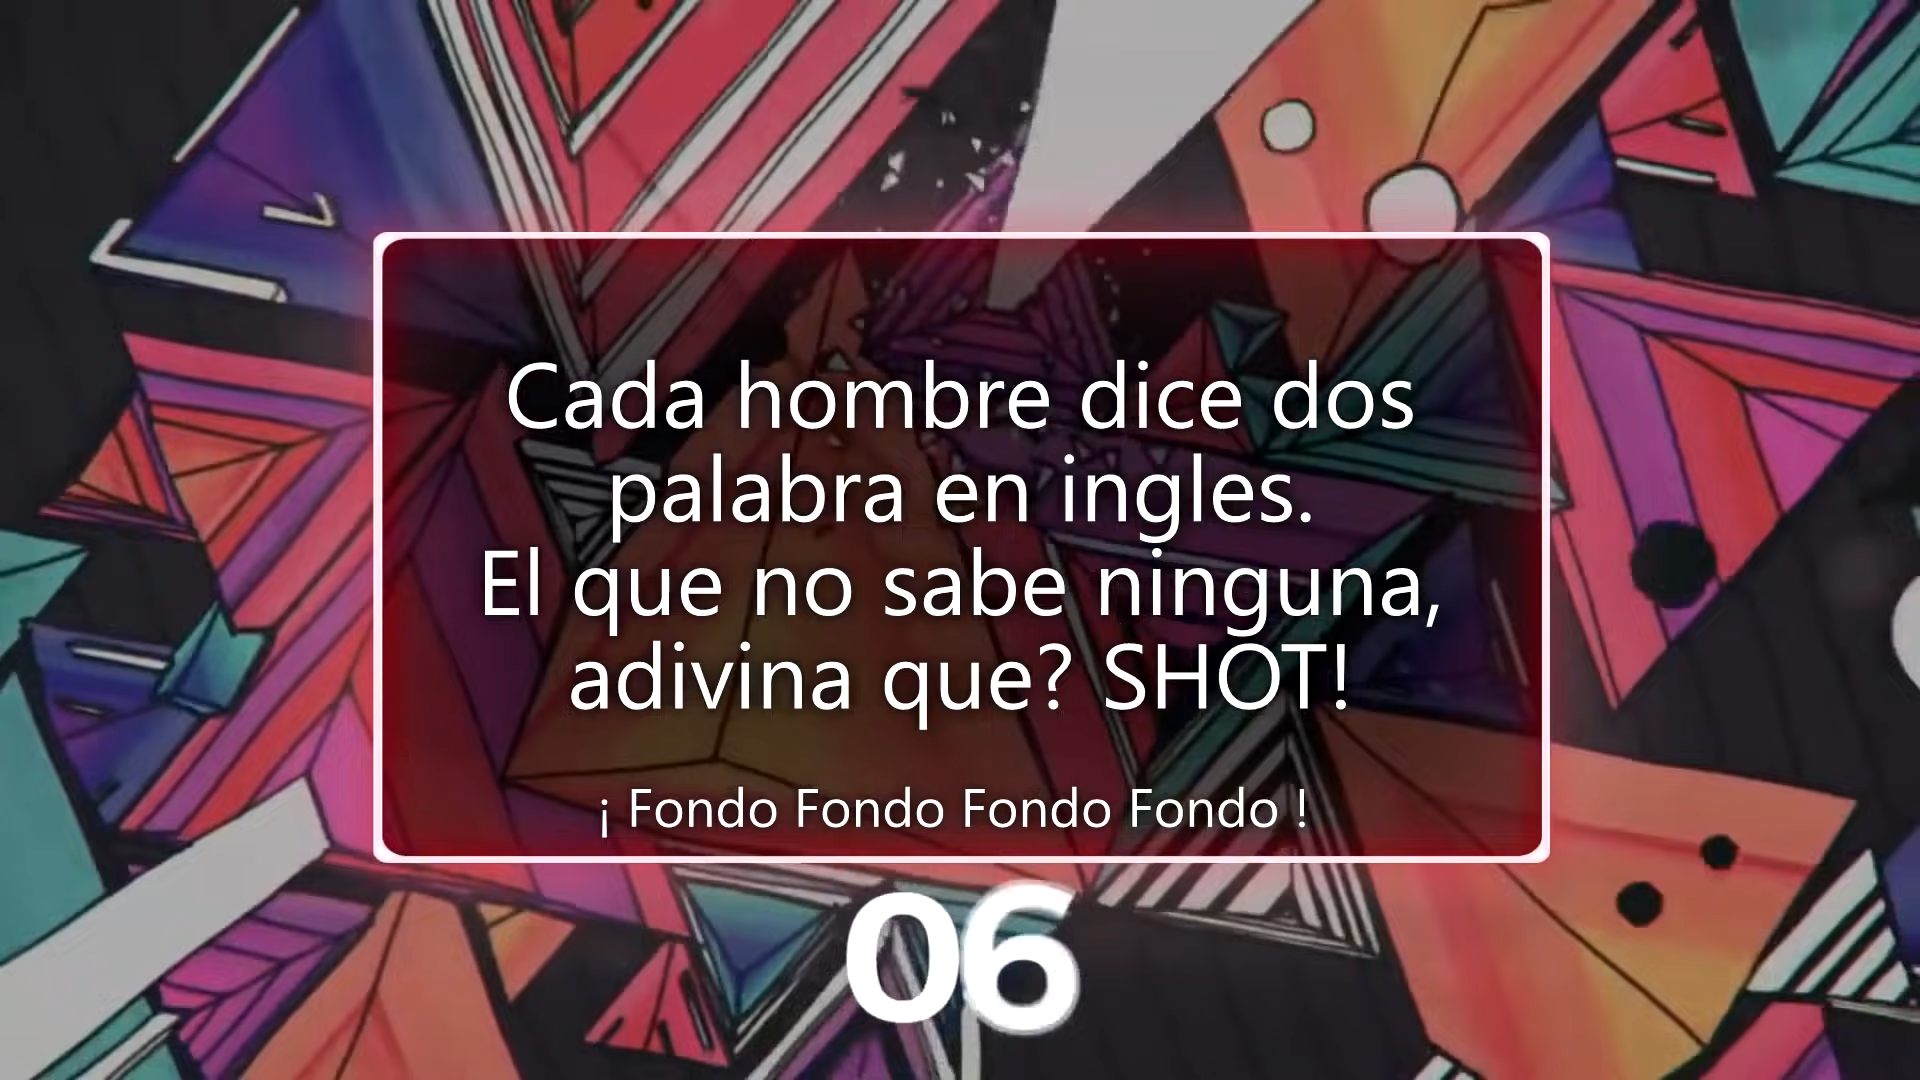 Cada hombre dice dos
palabra en ingles.
El que no sabe ninguna,
adivina que? SHOT!
¡ Fondo Fondo Fondo Fondo !
06